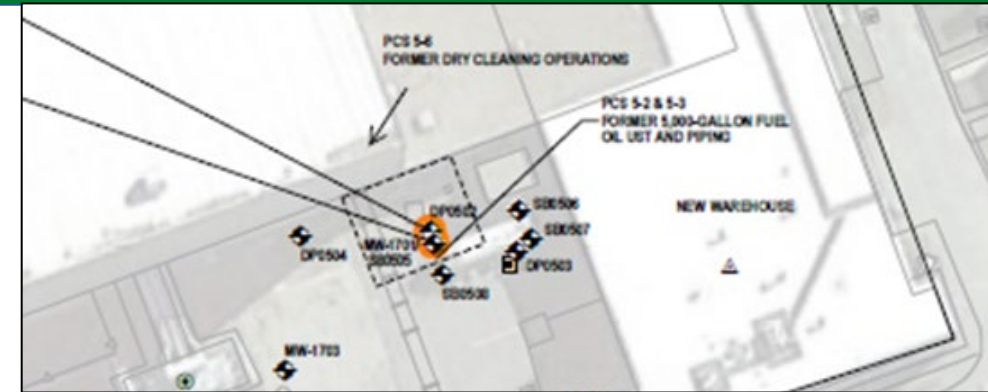 PCS 5-6
FORMER DRY CLEANING OPERATIONS
PCS 5-2 & 5-3
FORMER 5,000-GALLON FUEL
OIL UST AND PIPING
DP0502
SB0506
NEW WAREHOUSE
SB0507
MW-1701
DP0504
SB0505
DP0503
SB0508
MW-1703